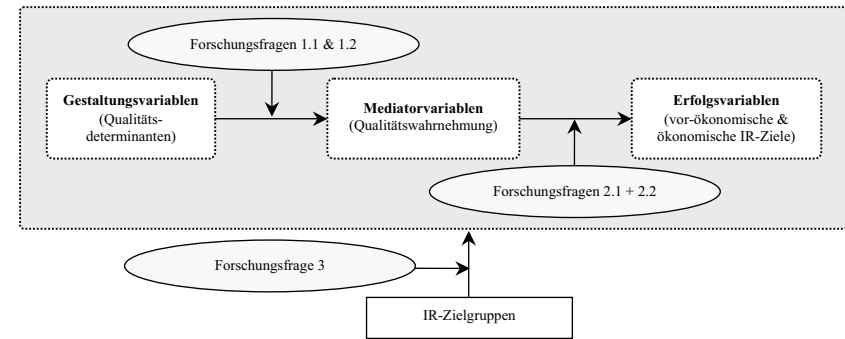 Forschungsfragen 1.1 & 1.2
Gestaltungsvariablen
(Qualitäts-
determinanten)
Mediatorvariablen
(Qualitätswahrnehmung)
Erfolgsvariablen
(vor-ökonomische &
ökonomische IR-Ziele)
Forschungsfragen 2.1 + 2.2
Forschungsfrage 3
IR-Zielgruppen